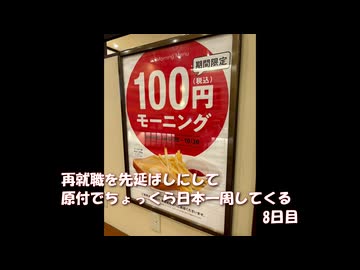 Morning Menu
期間限定
100円
(税込)
モーニング
再就職を先延ばしにして
原付でちょっくら日本一周してくる
8日目